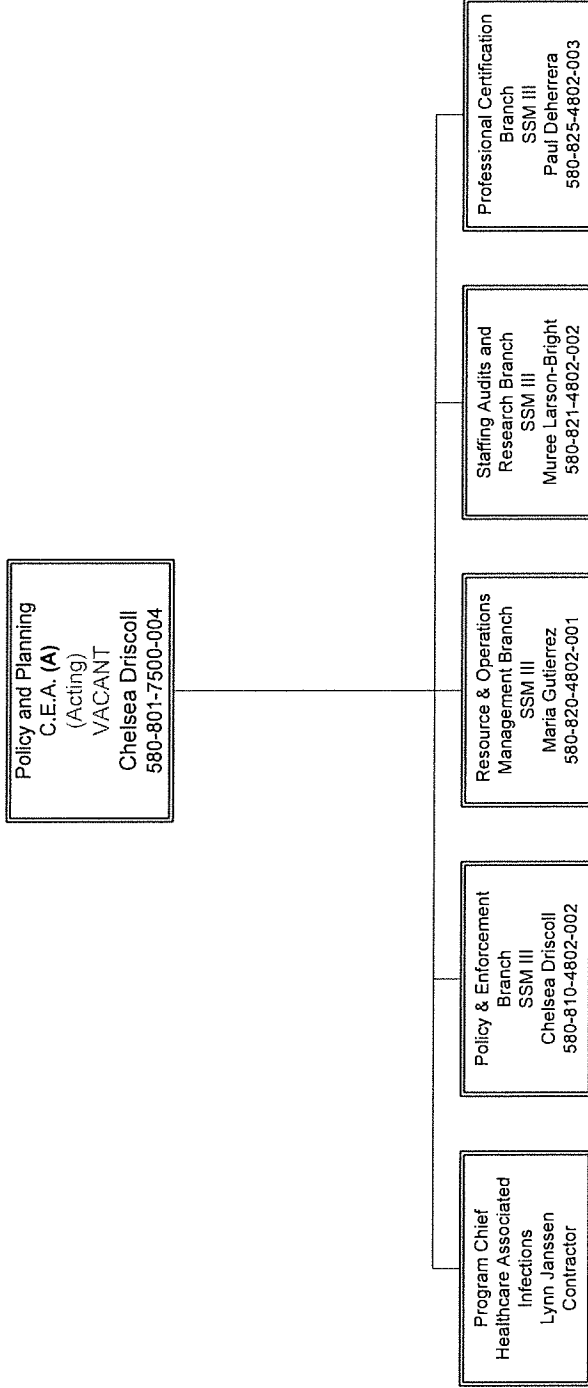 Policy and Planning
C.E.A. (A)
(Acting)
VACANT
Chelsea Driscoll
580-801-7500-004
Program Chief
Healthcare Associated
Infections
Lynn Janssen
Contractor
Policy & Enforcement
Branch
SSM III
Chelsea Driscoll
580-810-4802-002
Resource & Operations
Management Branch
SSM III
Maria Gutierrez
580-820-4802-001
Staffing Audits and
Research Branch
SSM III
Muree Larson-Bright
580-821-4802-002
Professional Certification
Branch
SSM III
Paul Deherrera
580-825-4802-003